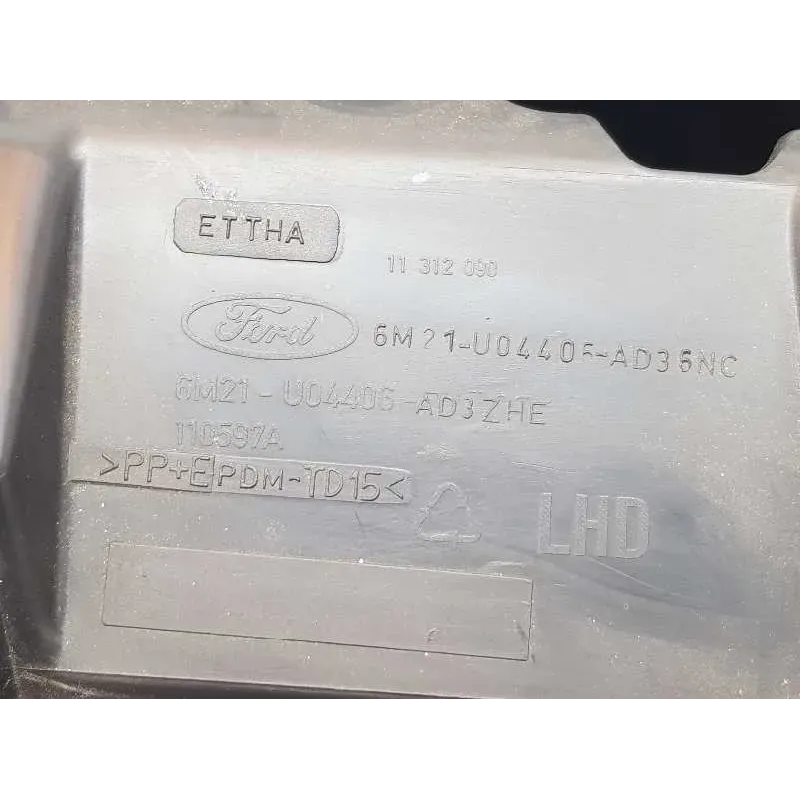 ETTHA
11 312 090
Ford 6M21-U04406-AD36NC
6M21-U04406-AD3ZHE
110597A
>PP+EPDM-TD15<
LHD